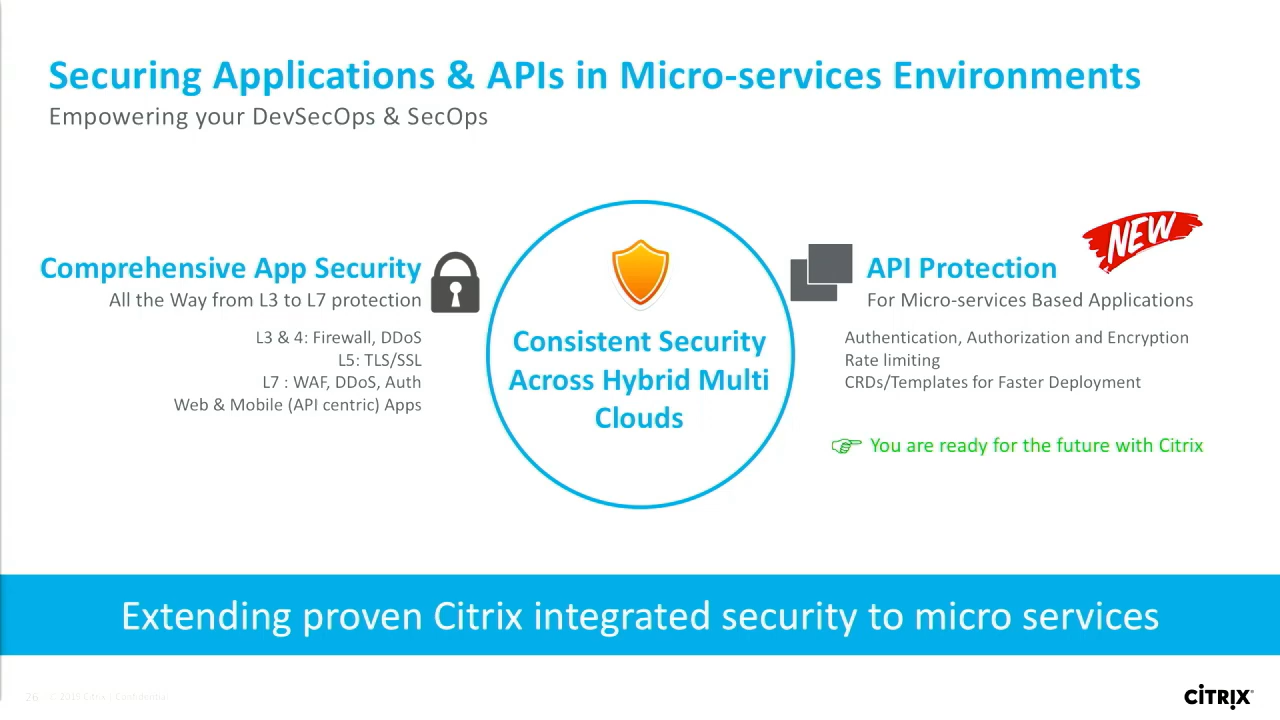 Securing Applications & APIs in Micro-services Environments
Empowering your DevSecOps & SecOps
Comprehensive App Security
All the Way from L3 to L7 protection
L3 & 4: Firewall, DDoS
L5: TLS/SSL
L7 : WAF, DDoS, Auth
Web & Mobile (API centric) Apps
Consistent Security
Across Hybrid Multi
Clouds
NEW
API Protection
For Micro-services Based Applications
Authentication, Authorization and Encryption
Rate limiting
CRDs/Templates for Faster Deployment
You are ready for the future with Citrix
Extending proven Citrix integrated security to micro services
26 © 2019 Citrix | Confidential
CITRIX